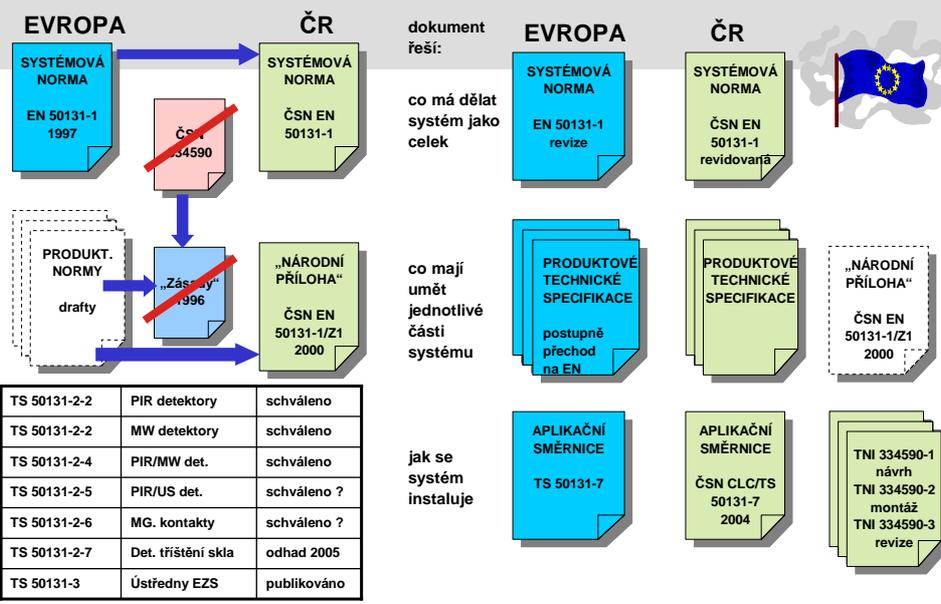 EVROPA
ČR
SYSTÉMOVÁ
NORMA
EN 50131-1
1997
ČSN
334590
SYSTÉMOVÁ
NORMA
ČSN EN
50131-1
PRODUKT.
NORMY
drafty
„Zásady“
1996
„NÁRODNÍ
PŘÍLOHA“
ČSN EN
50131-1/Z1
2000
TS 50131-2-2 PIR detektory schváleno
TS 50131-2-2 MW detektory schváleno
TS 50131-2-4 PIR/MW det. schváleno
TS 50131-2-5 PIR/US det. schváleno ?
TS 50131-2-6 MG. kontakty schváleno ?
TS 50131-2-7 Det. tříštění skla odhad 2005
TS 50131-3 Ústředny EZS publikováno
dokument
řeší:
EVROPA
ČR
co má dělat
systém jako
celek
SYSTÉMOVÁ
NORMA
EN 50131-1
revize
SYSTÉMOVÁ
NORMA
ČSN EN
50131-1
revidovaná
co mají
umět
jednotlivé
části
systému
PRODUKTOVÉ
TECHNICKÉ
SPECIFIKACE
postupně
přechod
na EN
PRODUKTOVÉ
TECHNICKÉ
SPECIFIKACE
„NÁRODNÍ
PŘÍLOHA“
ČSN EN
50131-1/Z1
2000
jak se
systém
instaluje
APLIKAČNÍ
SMĚRNICE
TS 50131-7
APLIKAČNÍ
SMĚRNICE
ČSN CLC/TS
50131-7
2004
TNI 334590-1
návrh
TNI 334590-2
montáž
TNI 334590-3
revize